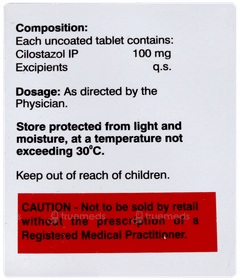 Composition:
Each uncoated tablet contains:
Cilostazol IP 100 mg
Excipients q.s.
Dosage: As directed by the
Physician.
Store protected from light and
moisture, at a temperature not
exceeding 30°C.
Keep out of reach of children.
CAUTION - Not to be sold by retail
without the prescription of a
Registered Medical Practitioner.
truemeds truemeds